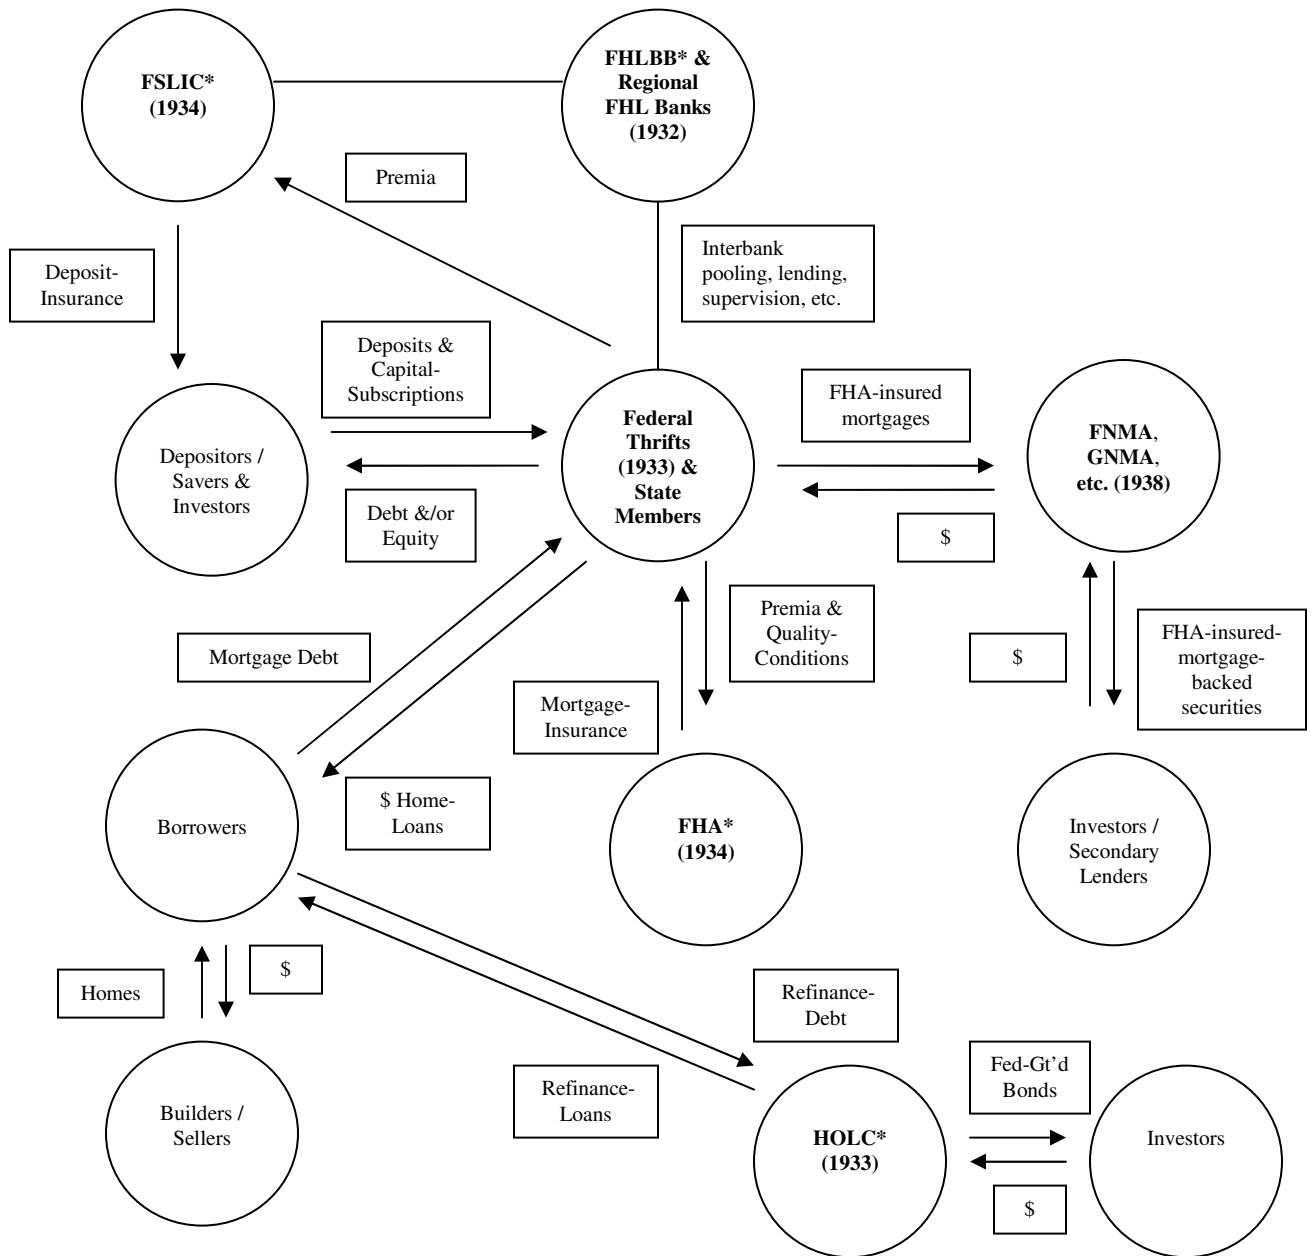 FSLIC*
(1934)
FHLBB* &
Regional
FHL Banks
(1932)
Premia
Interbank
pooling, lending,
supervision, etc.
Deposit-
Insurance
Deposits &
Capital-
Subscriptions
FHA-insured
mortgages
Depositors /
Savers &
Investors
Federal
Thrifts
(1933) &
State
Members
FNMA,
GNMA,
etc. (1938)
Debt &/or
Equity
$
Mortgage Debt
Premia &
Quality-
Conditions
$
FHA-insured-
mortgage-
backed
securities
Mortgage-
Insurance
Borrowers
$ Home-
Loans
FHA*
(1934)
Investors /
Secondary
Lenders
Homes
$
Refinance-
Debt
Builders /
Sellers
Refinance-
Loans
Fed-Gt’d
Bonds
HOLC*
(1933)
Investors
$